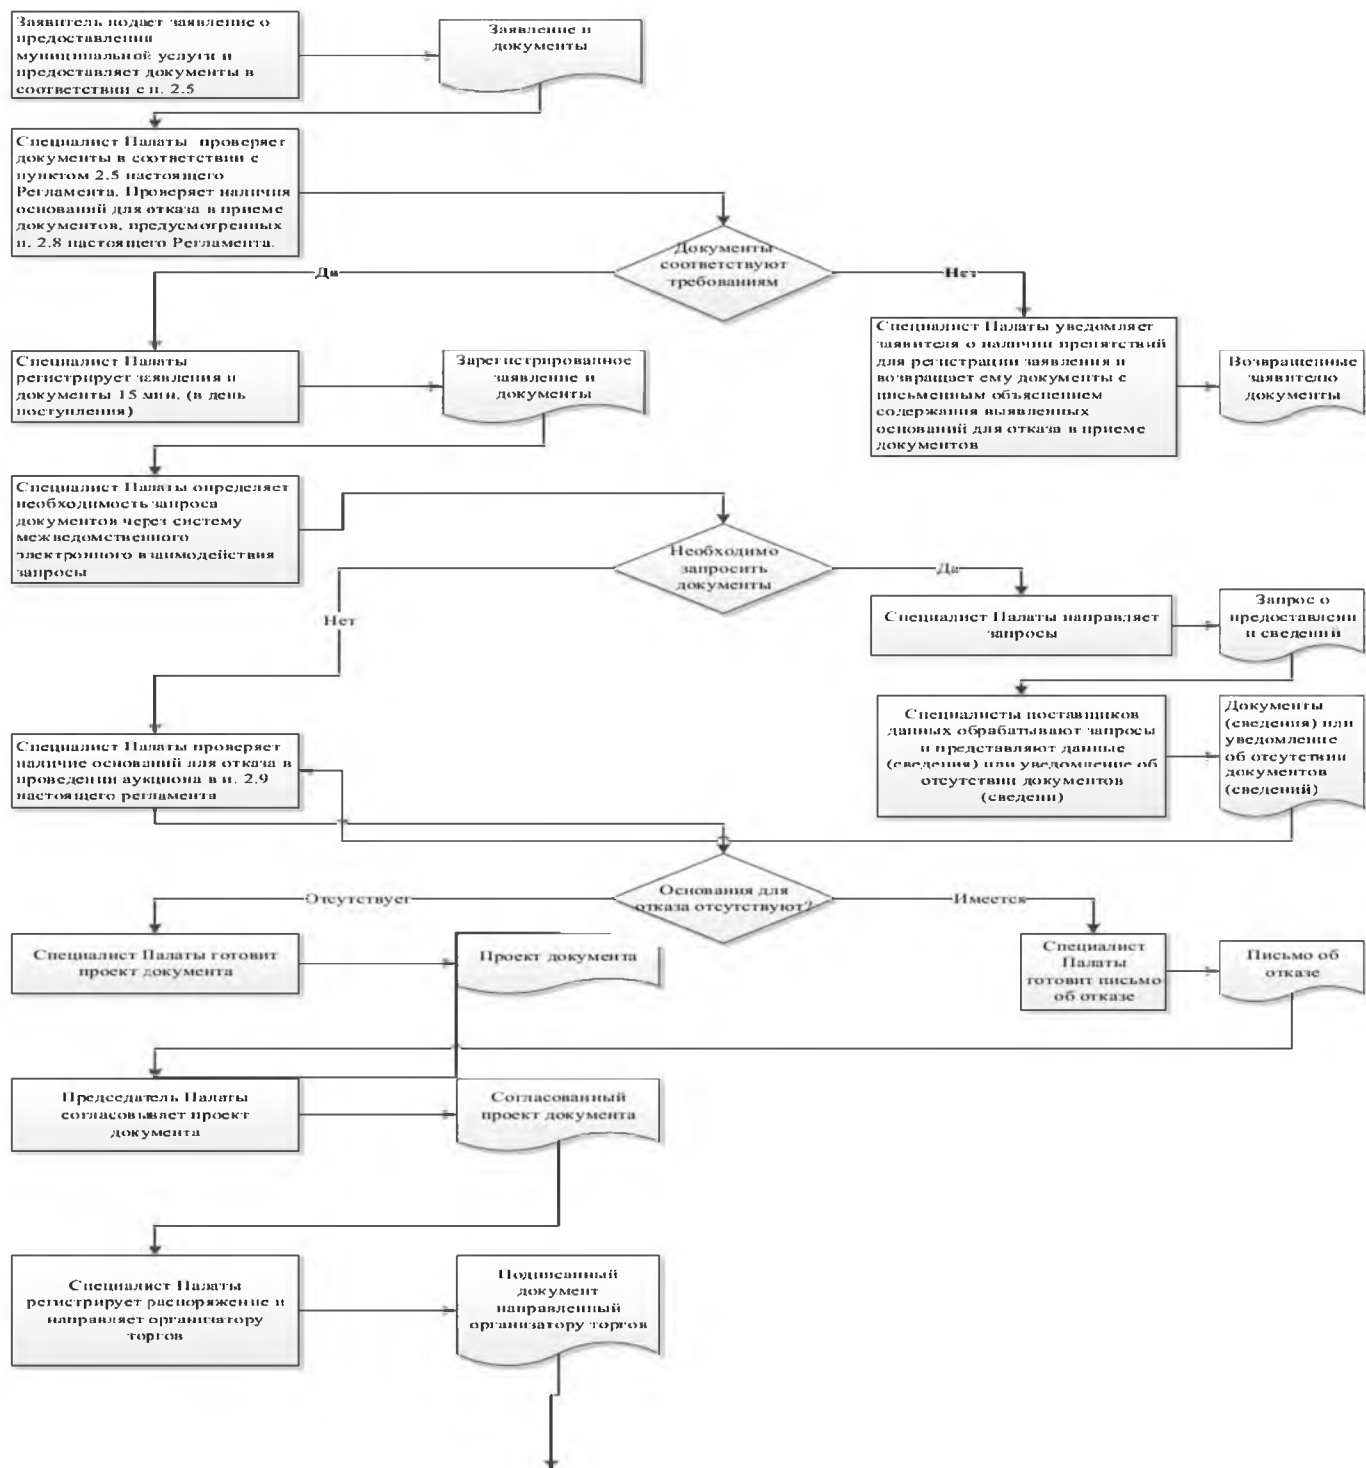 Заявитель подает заявление о
предоставлении
муниципальной услуги и
предоставляет документы в
соответствии с п. 2.5
Заявление и
документы
Специалист Палаты проверяет
документы в соответствии с
пунктом 2.5 настоящего
Регламента. Проверяет наличия
оснований для отказа в приеме
документов, предусмотренных
п. 2.8 настоящего Регламента.
Документы
соответствуют
требованиям
Да
Нет
Специалист Палаты
регистрирует заявления и
документы 15 мин. (в день
поступления)
Зарегистрированное
заявление и
документы
Специалист Палаты уведомляет
заявителя о наличии препятствий
для регистрации заявления и
возвращает ему документы с
письменным объяснением
содержания выявленных
оснований для отказа в приеме
документов
Возвращенные
заявителю
документы
Специалист Палаты определяет
необходимость запроса
документов через систему
межведомственного
электронного взаимодействия
запросы
Необходимо
запросить
документы
Да
Нет
Специалист Палаты направляет
запросы
Запрос о
предоставлени
и сведений
Специалисты поставщиков
данных обрабатывают запросы
и представляют данные
(сведения) или уведомление об
отсутствии документов
(сведени)
Документы
(сведения) или
уведомление
об отсутствии
документов
(сведений)
Специалист Палаты проверяет
наличие оснований для отказа в
проведении аукциона в п. 2.9
настоящего регламента
Основания для
отказа отсутствуют?
Отсутствует
Имеется
Специалист Палаты готовит
проект документа
Проект документа
Специалист
Палаты
готовит письмо
об отказе
Письмо об
отказе
Председатель Палаты
согласовывает проект
документа
Согласованный
проект документа
Специалист Палаты
регистрирует распоряжение и
направляет организатору
торгов
Подписанный
документ
направленный
организатору торгов